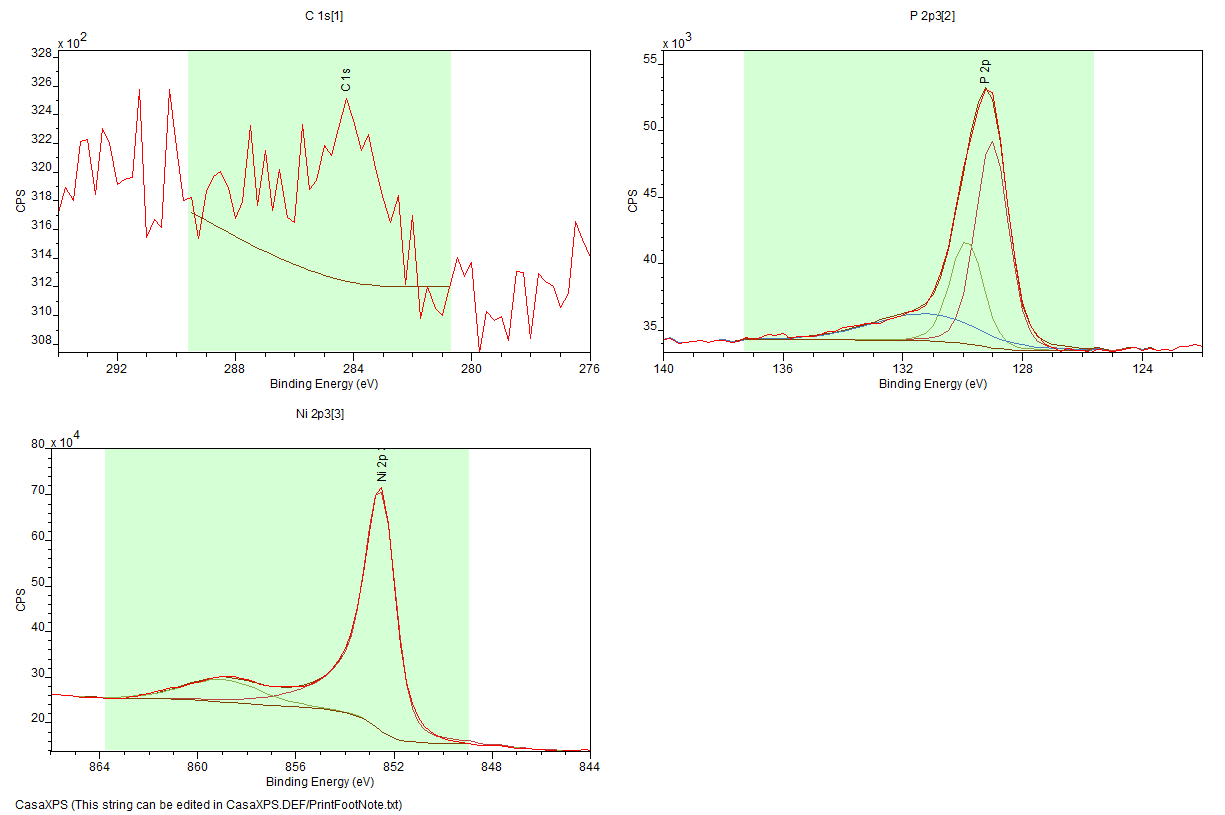 C 1s[1]
x 10^2
328
326
324
322
320
318
316
314
312
310
308
CPS
C 1s
292
288
284
280
276
Binding Energy (eV)
P 2p3[2]
x 10^3
55
50
45
40
35
CPS
P 2p
140
136
132
128
124
Binding Energy (eV)
Ni 2p3[3]
x 10^4
80
70
60
50
40
30
20
CPS
Ni 2p
864
860
856
852
848
844
Binding Energy (eV)
CasaXPS (This string can be edited in CasaXPS.DEF/PrintFootNote.txt)